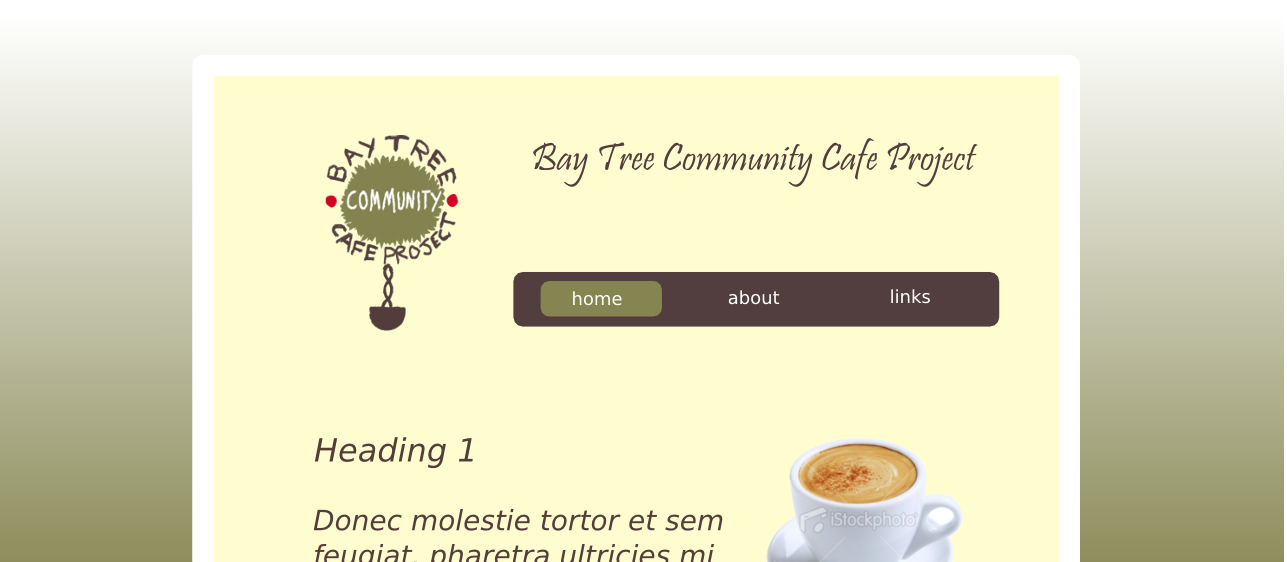 BAY TREE
COMMUNITY
CAFE PROJECT
Bay Tree Community Cafe Project
home about links
Heading 1
Donec molestie tortor et sem
feugiat, pharetra ultricies mi
iStockphoto